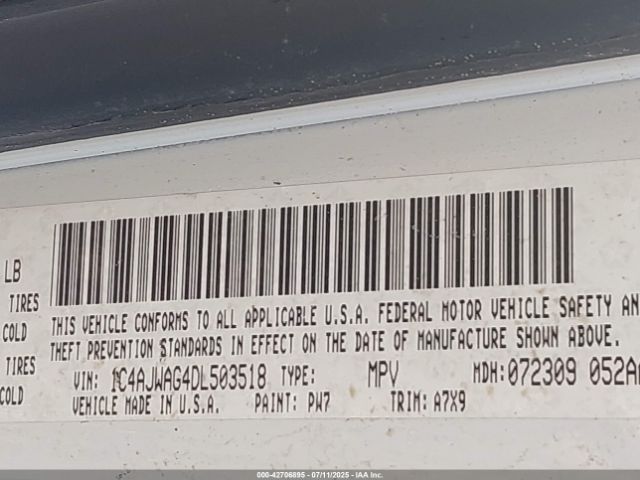 LB
TIRES
COLD
TIRES
COLD
THIS VEHICLE CONFORMS TO ALL APPLICABLE U.S.A. FEDERAL MOTOR VEHICLE SAFETY AN
THEFT PREVENTION STANDARDS IN EFFECT ON THE DATE OF MANUFACTURE SHOWN ABOVE.
VIN: 1C4AJWAG4DL503518 TYPE: MPV MDH: 072309 052A
VEHICLE MADE IN U.S.A. PAINT: PW7 TRIM: A7X9
000-42706895 / 07/11/2025 / IAA Inc.